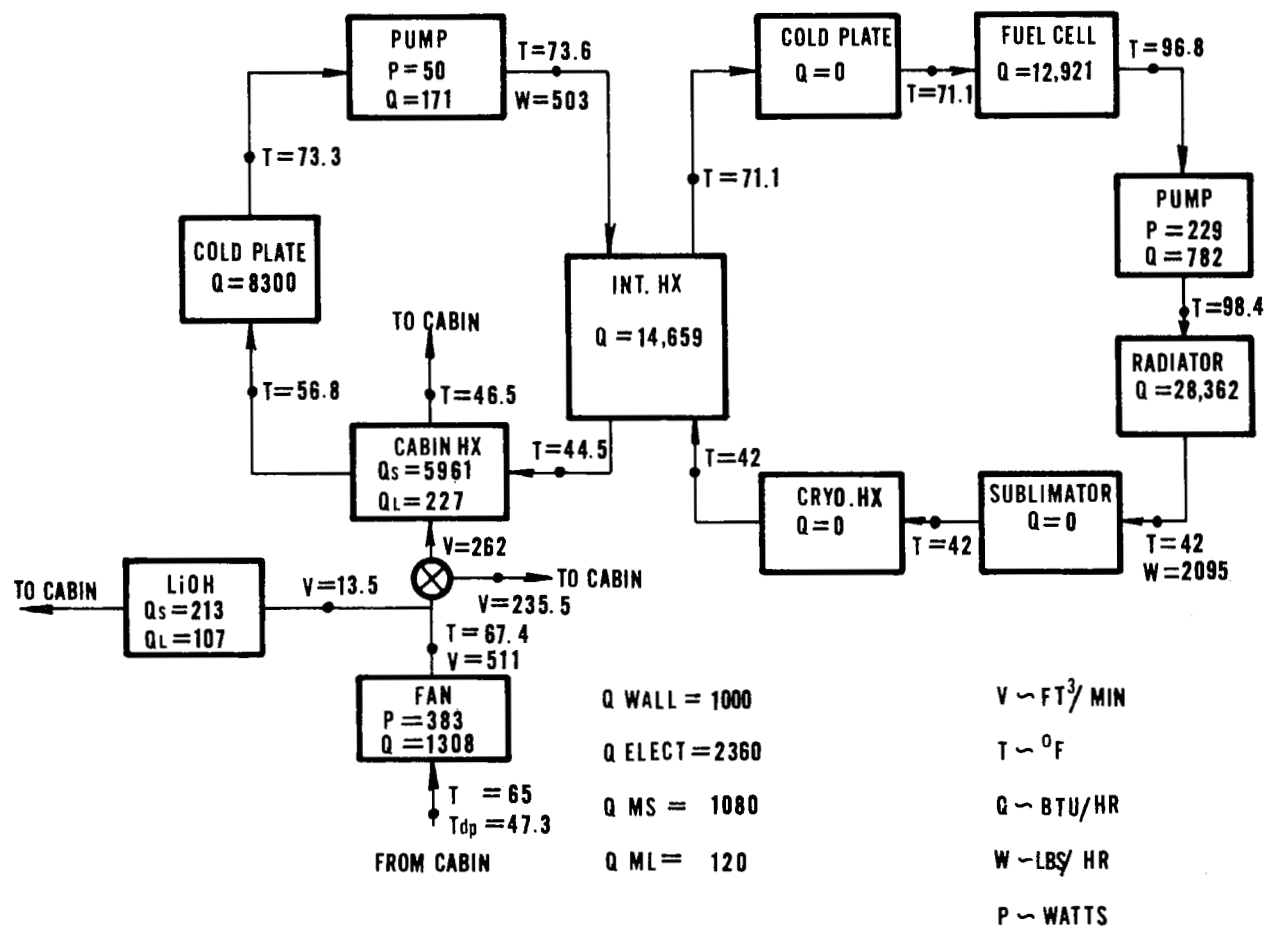 PUMP
P=50
Q=171
T=73.6
W=503
COLD PLATE
Q=0
T=71.1
FUEL CELL
Q=12,921
T=96.8
T=73.3
T=71.1
PUMP
P=229
Q=782
COLD PLATE
Q=8300
INT. HX
Q=14,659
T=98.4
TO CABIN
RADIATOR
Q=28,362
T=56.8
T=46.5
CABIN HX
QS=5961
QL=227
T=44.5
T=42
CRYO.HX
Q=0
T=42
SUBLIMATOR
Q=0
T=42
W=2095
V=262
TO CABIN
LiOH
QS=213
QL=107
V=13.5
TO CABIN
V=235.5
T=67.4
V=511
FAN
P=383
Q=1308
T =65
Tdp=47.3
FROM CABIN
Q WALL = 1000
Q ELECT=2360
Q MS = 1080
Q ML= 120
V ~ FT³/ MIN
T ~ °F
Q ~ BTU/HR
W ~LBS/ HR
P ~ WATTS